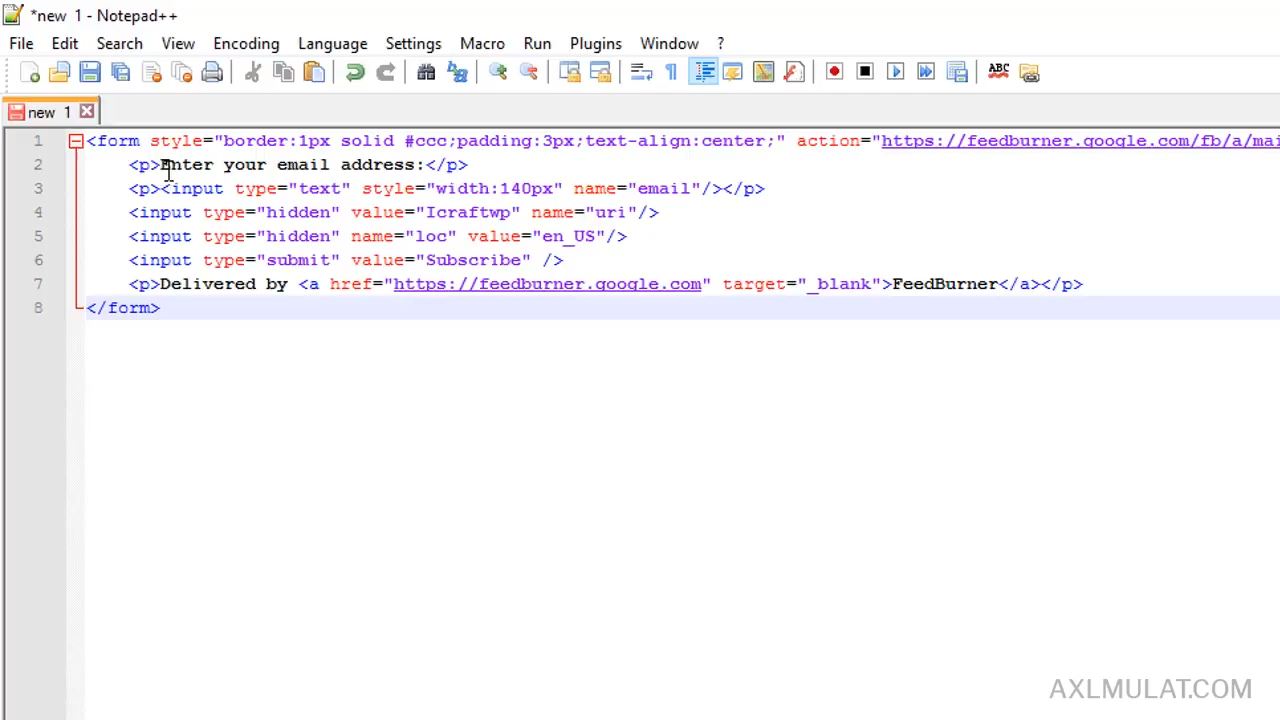 *new 1 - Notepad++
File Edit Search View Encoding Language Settings Macro Run Plugins Window ?
ABC
new 1
1 <form style="border:1px solid #ccc;padding:3px;text-align:center;" action="https://feedburner.google.com/fb/a/mai
2 <p>Enter your email address:</p>
3 <p><input type="text" style="width:140px" name="email"/></p>
4 <input type="hidden" value="Icraftwp" name="uri"/>
5 <input type="hidden" name="loc" value="en_US"/>
6 <input type="submit" value="Subscribe" />
7 <p>Delivered by <a href="https://feedburner.google.com" target="_blank">FeedBurner</a></p>
8 </form>
AXLMULAT.COM